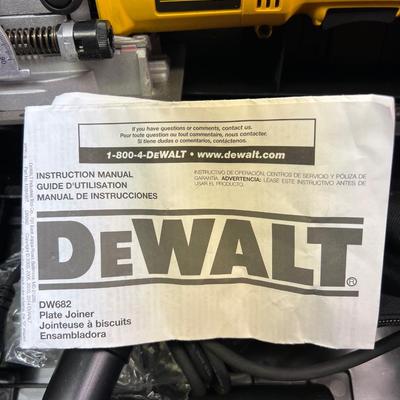 If you have questions or comments, contact us.
Pour toute question ou tout commentaire, nous contacter.
Si tiene dudas o comentarios, contáctenos.
1-800-4-DEWALT • www.dewalt.com
INSTRUCTION MANUAL
GUIDE D'UTILISATION
MANUAL DE INSTRUCCIONES
INSTRUCTIVO DE OPERACIÓN, CENTROS DE SERVICIO Y PÓLIZA DE
GARANTÍA. ADVERTENCIA: LÉASE ESTE INSTRUCTIVO ANTES DE
USAR EL PRODUCTO.
DEWALT®
DW682
Plate Joiner
Jointeuse à biscuits
Ensambladora